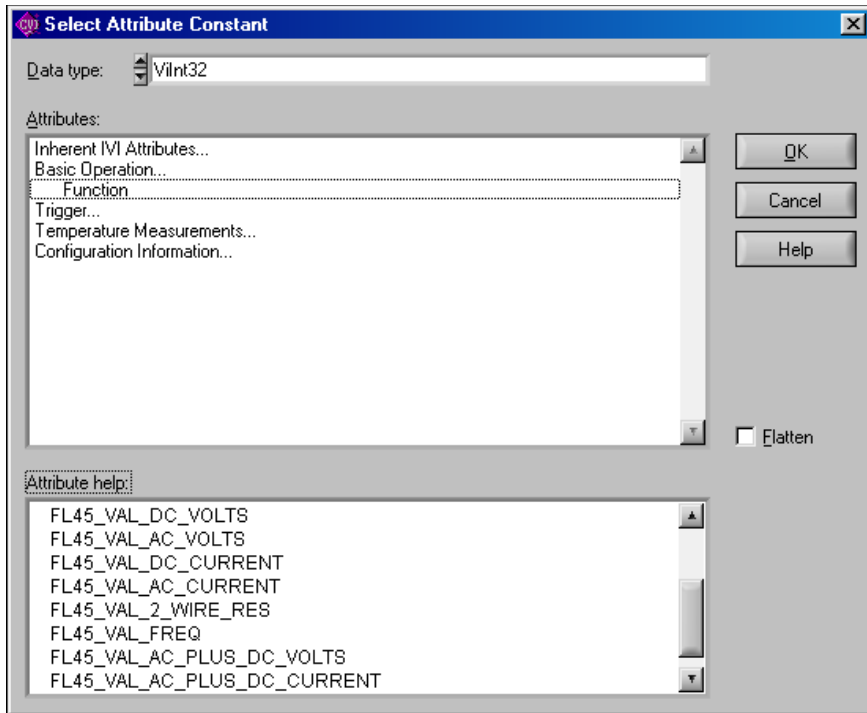 CVI Select Attribute Constant
Data type: ViInt32
Attributes:
Inherent IVI Attributes...
Basic Operation...
Function
Trigger...
Temperature Measurements...
Configuration Information...
OK
Cancel
Help
Flatten
Attribute help:
FL45_VAL_DC_VOLTS
FL45_VAL_AC_VOLTS
FL45_VAL_DC_CURRENT
FL45_VAL_AC_CURRENT
FL45_VAL_2_WIRE_RES
FL45_VAL_FREQ
FL45_VAL_AC_PLUS_DC_VOLTS
FL45_VAL_AC_PLUS_DC_CURRENT